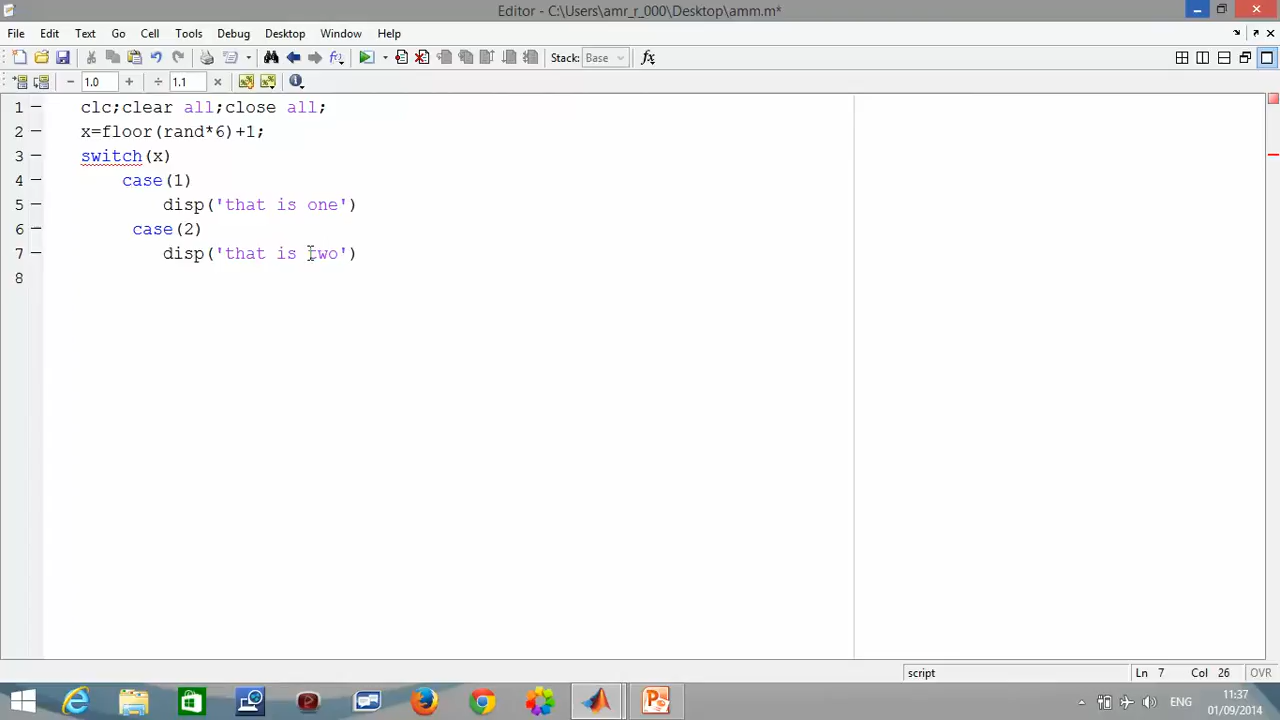 Editor - C:\Users\amr_r_000\Desktop\amm.m*
File Edit Text Go Cell Tools Debug Desktop Window Help
Stack: Base fx
1.0 1.1
1 clc;clear all;close all;
2 x=floor(rand*6)+1;
3 switch(x)
4 case(1)
5 disp('that is one')
6 case(2)
7 disp('that is two')
8
script Ln 7 Col 26 OVR
ENG 11:37
01/09/2014